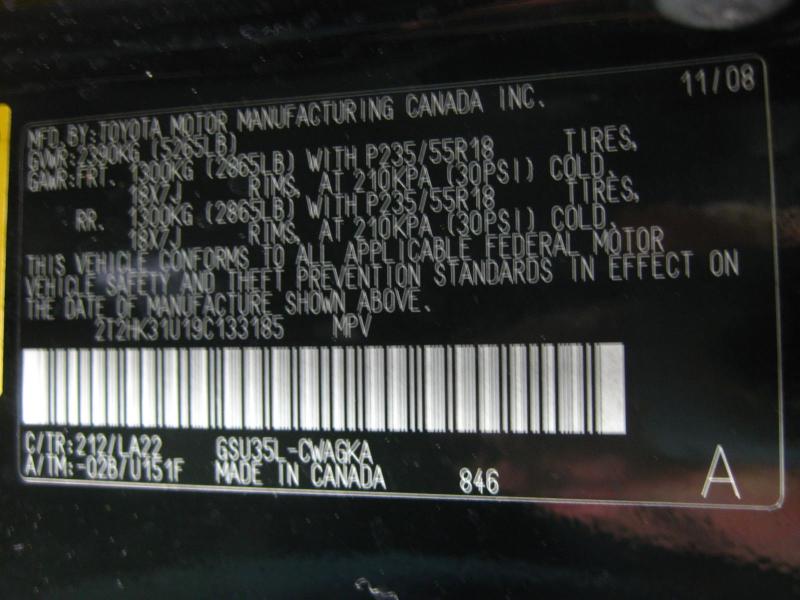 MFD. BY: TOYOTA MOTOR MANUFACTURING CANADA INC. 11/08
GVWR: 2390KG (5265LB)
GAWR: FRT. 1300KG (2865LB) WITH P235/55R18 TIRES,
18X7J RIMS, AT 210KPA (30PSI) COLD.
RR. 1300KG (2865LB) WITH P235/55R18 TIRES,
18X7J RIMS, AT 210KPA (30PSI) COLD.
THIS VEHICLE CONFORMS TO ALL APPLICABLE FEDERAL MOTOR
VEHICLE SAFETY AND THEFT PREVENTION STANDARDS IN EFFECT ON
THE DATE OF MANUFACTURE SHOWN ABOVE.
2T2HK31U19C133185 MPV
C/TR: 212/LA22 GSU35L-CWAGKA
A/TM: -02B/U151F MADE IN CANADA 846 A